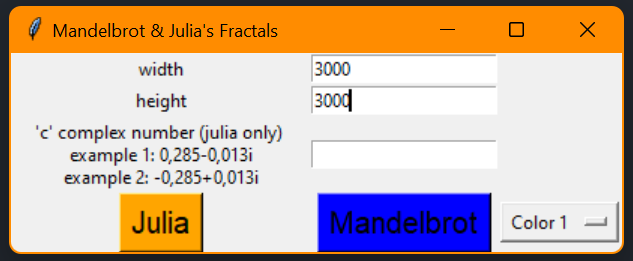 Mandelbrot & Julia's Fractals
width 3000
height 3000
'c' complex number (julia only)
example 1: 0,285-0,013i
example 2: -0,285+0,013i
Julia Mandelbrot Color 1